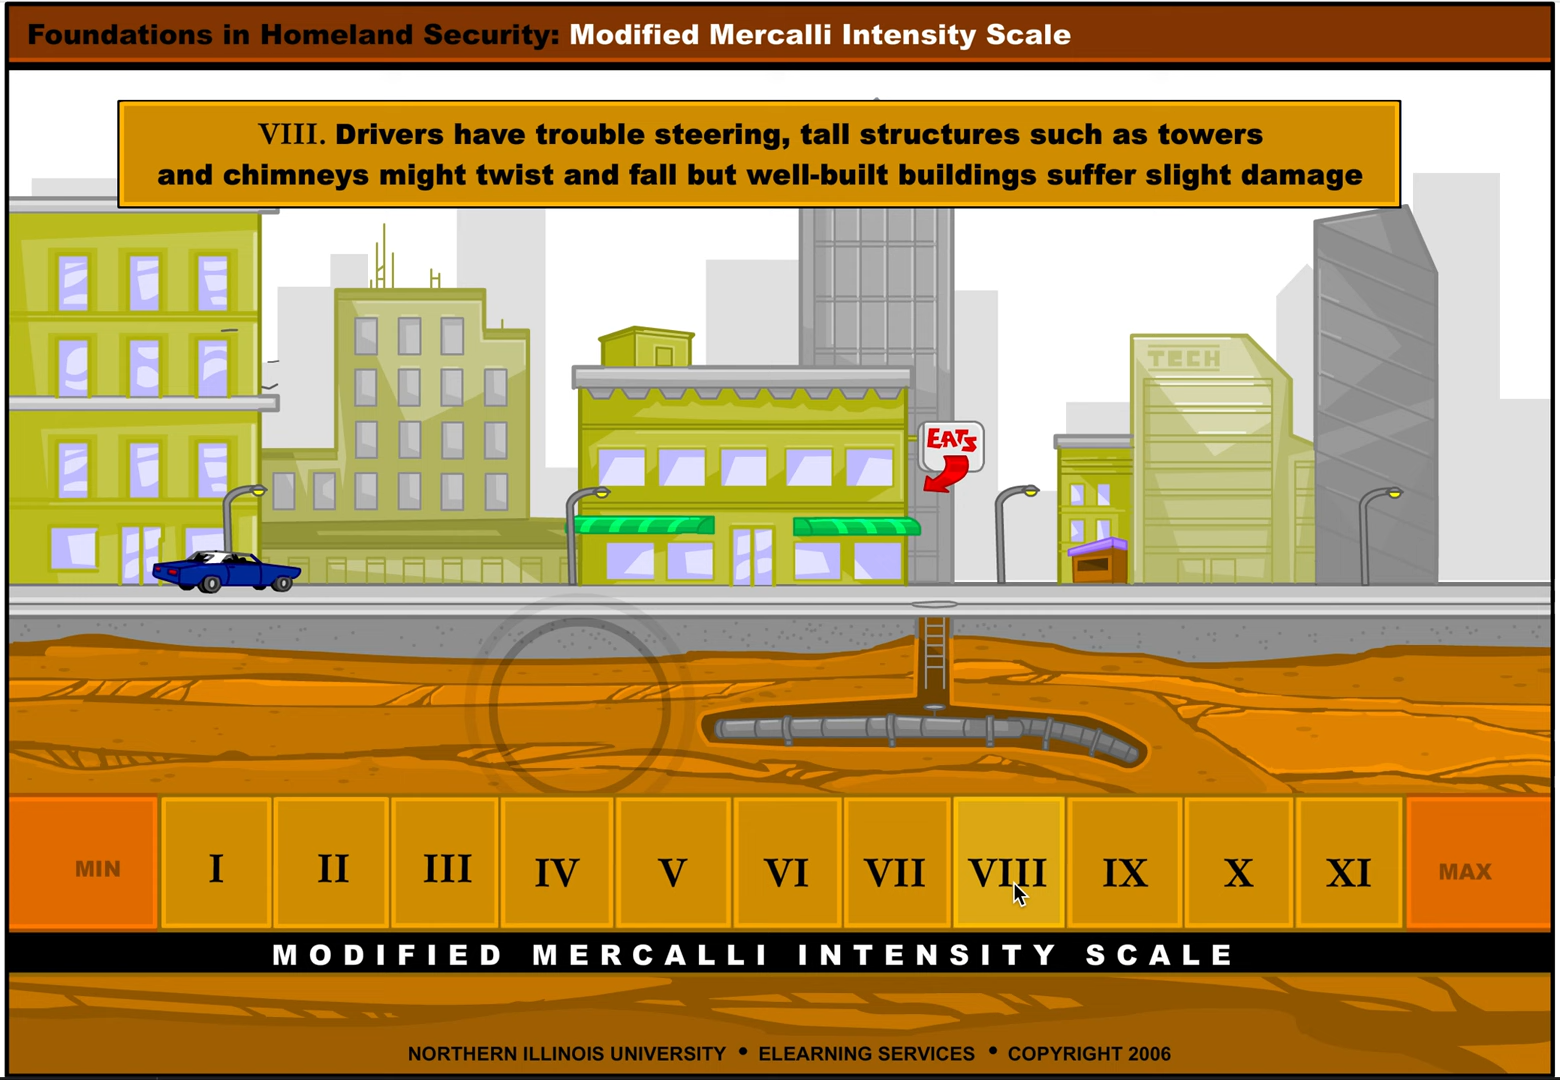 Foundations in Homeland Security: Modified Mercalli Intensity Scale
VIII. Drivers have trouble steering, tall structures such as towers
and chimneys might twist and fall but well-built buildings suffer slight damage
TECH
EATS
MIN I II III IV V VI VII VIII IX X XI MAX
MODIFIED MERCALLI INTENSITY SCALE
NORTHERN ILLINOIS UNIVERSITY • ELEARNING SERVICES • COPYRIGHT 2006